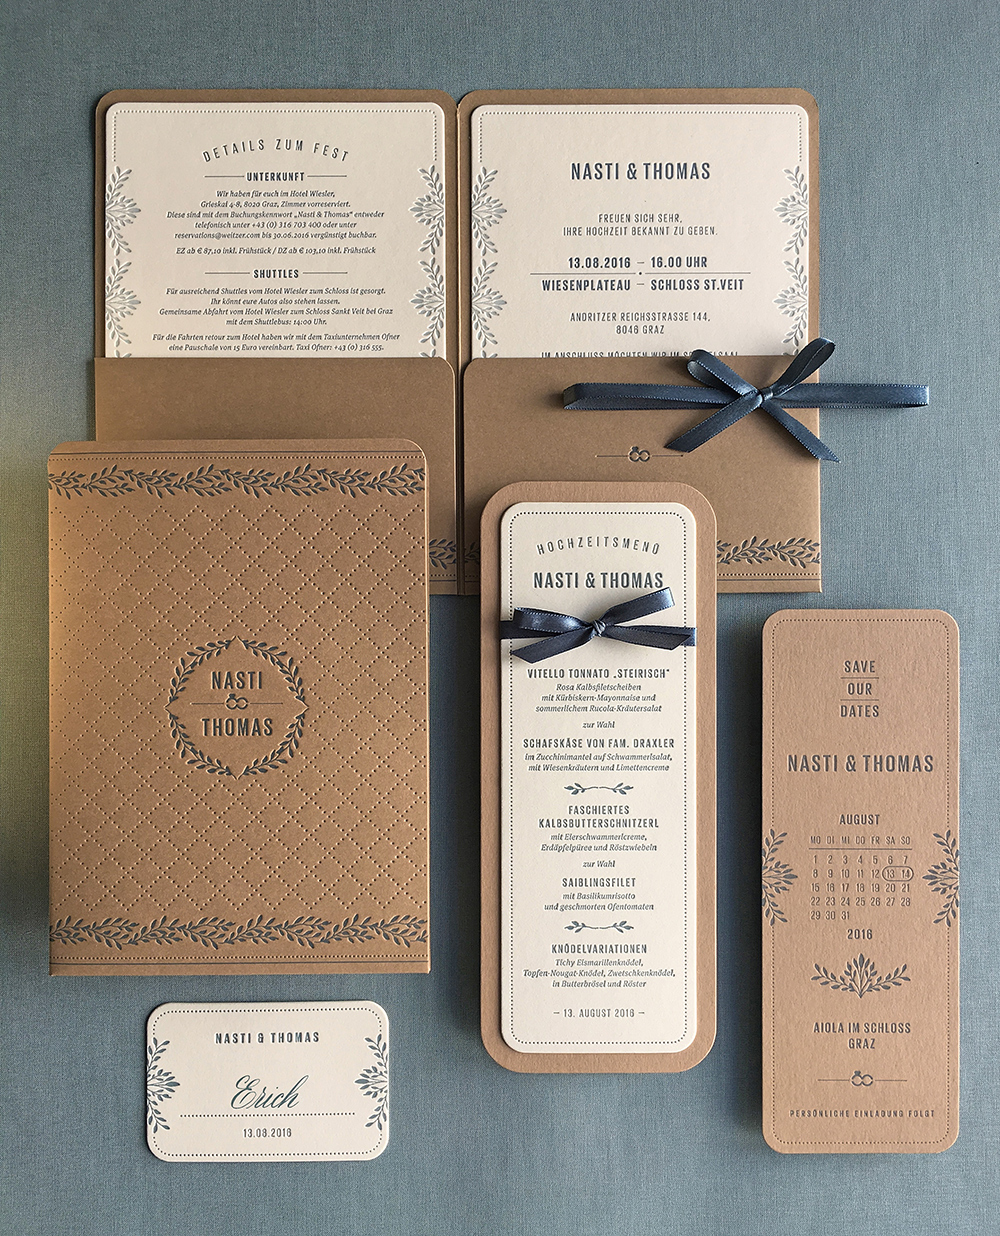 DETAILS ZUM FEST
UNTERKUNFT
Wir haben für euch im Hotel Wiesler,
Grieskai 4-8, 8020 Graz, Zimmer vorreserviert.
Diese sind mit dem Buchungskennwort „Nasti & Thomas“ entweder
telefonisch unter +43 (0) 316 703 400 oder unter
reservations@weitzer.com bis 30.06.2016 vergünstigt buchbar.
EZ ab € 87,10 inkl. Frühstück / DZ ab € 103,10 inkl. Frühstück
SHUTTLES
Für ausreichend Shuttles vom Hotel Wiesler zum Schloss ist gesorgt.
Ihr könnt eure Autos also stehen lassen.
Gemeinsame Abfahrt vom Hotel Wiesler zum Schloss Sankt Veit bei Graz
mit dem Shuttlebus: 14:00 Uhr.
Für die Fahrten retour zum Hotel haben wir mit dem Taxiunternehmen Ofner
eine Pauschale von 15 Euro vereinbart. Taxi Ofner: +43 (0) 316 555.
NASTI & THOMAS
FREUEN SICH SEHR,
IHRE HOCHZEIT BEKANNT ZU GEBEN.
13.08.2016 – 16.00 UHR
WIESENPLATEAU – SCHLOSS ST.VEIT
ANDRITZER REICHSSTRASSE 144,
8046 GRAZ
IM ANSCHLUSS MÖCHTEN WIR IM
NASTI
THOMAS
HOCHZEITSMENÜ
NASTI & THOMAS
VITELLO TONNATO „STEIRISCH“
Rosa Kalbsfiletscheiben
mit Kürbiskern-Mayonnaise und
sommerlichem Rucola-Kräutersalat
zur Wahl
SCHAFSKÄSE VON FAM. DRAXLER
im Zucchinimantel auf Schwammerlsalat,
mit Wiesenkräutern und Limettencreme
FASCHIERTES
KALBSBUTTERSCHNITZERL
mit Eierschwammerlcreme,
Erdäpfelpüree und Röstzwiebeln
zur Wahl
SAIBLINGSFILET
mit Basilikumrisotto
und geschmorten Ofentomaten
KNÖDELVARIATIONEN
Tichy Eismarillenknödel,
Topfen-Nougat-Knödel, Zwetschkenknödel,
in Butterbrösel und Röster
– 13. AUGUST 2016 –
SAVE
OUR
DATES
NASTI & THOMAS
AUGUST
MO DI MI DO FR SA SO
1 2 3 4 5 6 7
8 9 10 11 12 13 14
15 16 17 18 19 20 21
22 23 24 25 26 27 28
29 30 31
2016
AIOLA IM SCHLOSS
GRAZ
PERSÖNLICHE EINLADUNG FOLGT
NASTI & THOMAS
Erich
13.08.2016